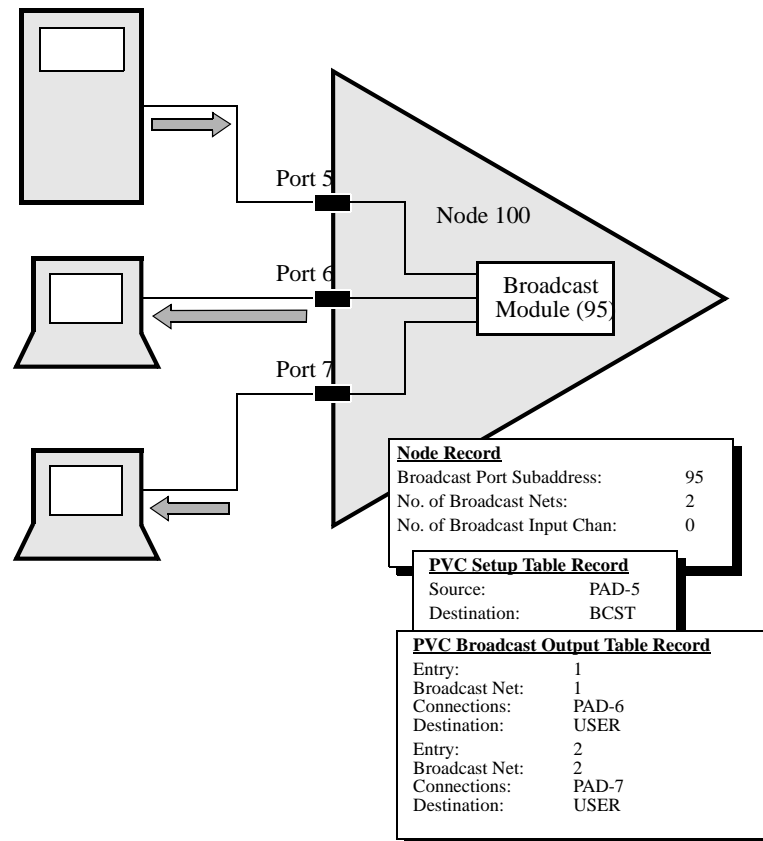 Port 5
Node 100
Port 6
Broadcast
Module (95)
Port 7
Node Record
Broadcast Port Subaddress: 95
No. of Broadcast Nets: 2
No. of Broadcast Input Chan: 0
PVC Setup Table Record
Source: PAD-5
Destination: BCST
PVC Broadcast Output Table Record
Entry: 1
Broadcast Net: 1
Connections: PAD-6
Destination: USER
Entry: 2
Broadcast Net: 2
Connections: PAD-7
Destination: USER